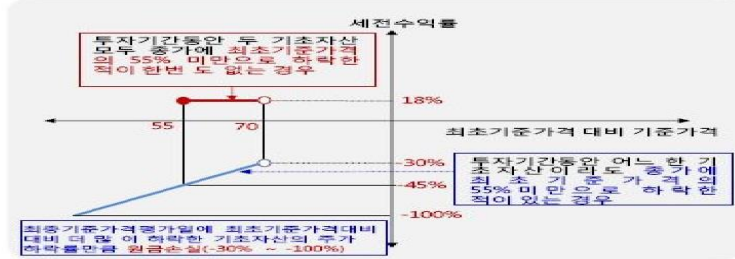 세전수익률
투자기간동안 두 기초자산
모두 종가에 최초기준가격
의 55% 미만으로 하락한
적이 한번 도 없는 경우
18%
55
70
최초기준가격 대비 기준가격
-30%
투자기간동안 어느 한 기
초자산이라도 종가에
최초기준가격의
55%미만으로 하락한
적이 있는 경우
-45%
-100%
최종기준가격평가일에 최초기준가격대비
대비 더 많 이 하락한 기초자산의 주가
하락률만큼 원금손실(-30% ~ -100%)